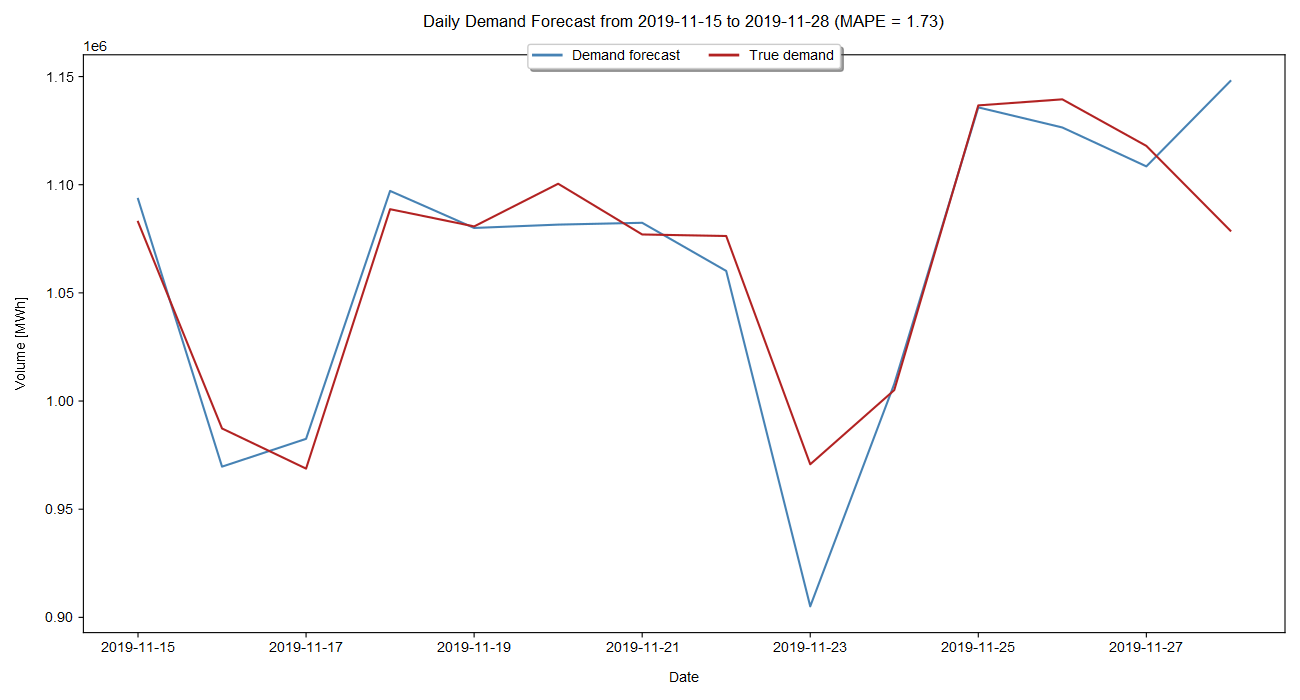 Daily Demand Forecast from 2019-11-15 to 2019-11-28 (MAPE = 1.73)
1e6
Demand forecast True demand
1.15
1.10
1.05
1.00
0.95
0.90
Volume [MWh]
2019-11-15 2019-11-17 2019-11-19 2019-11-21 2019-11-23 2019-11-25 2019-11-27
Date